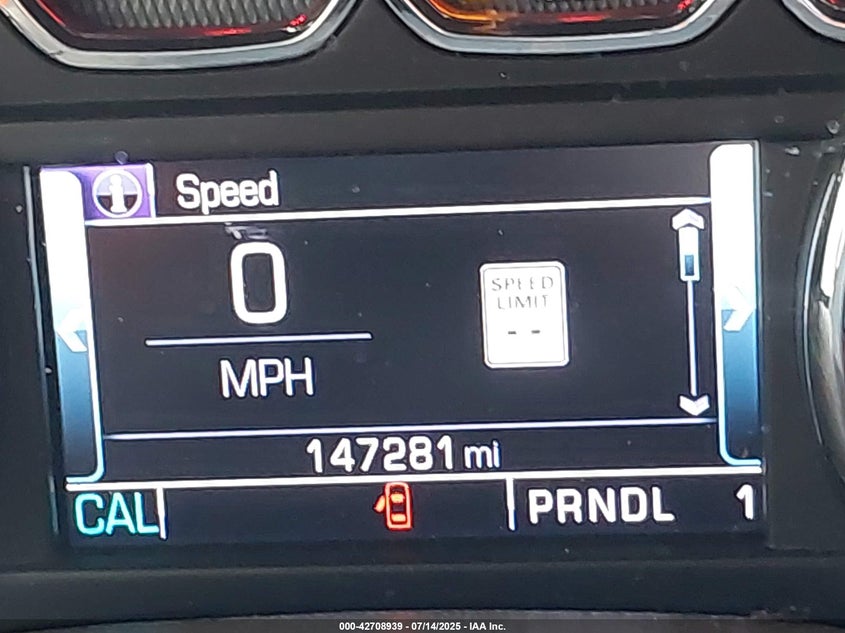 Speed
0
MPH
SPEED
LIMIT
--
147281 mi
CAL
PRNDL 1
000-42708939 - 07/14/2025 - IAA Inc.